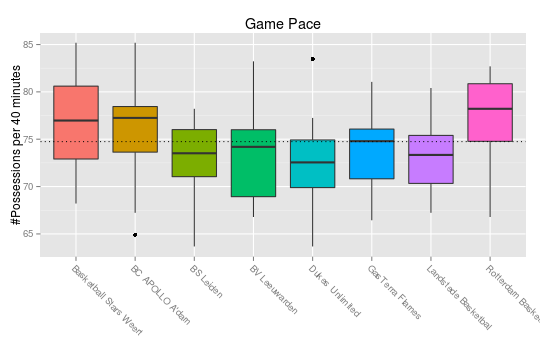 Game Pace
#Possessions per 40 minutes
85
80
75
70
65
Basketball Stars Weert
BC APOLLO A'dam
BS Leiden
BV Leeuwarden
Dukes Unlimited
GasTerra Flames
Landstede Basketbal
Rotterdam Basket